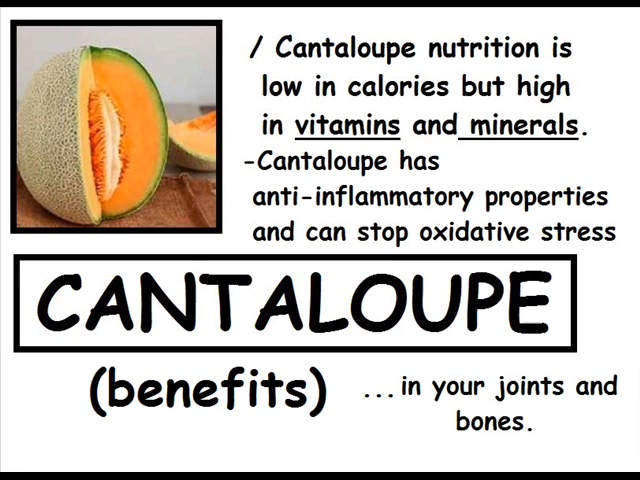 / Cantaloupe nutrition is
low in calories but high
in vitamins and minerals.
-Cantaloupe has
anti-inflammatory properties
and can stop oxidative stress
CANTALOUPE
(benefits)
... in your joints and
bones.